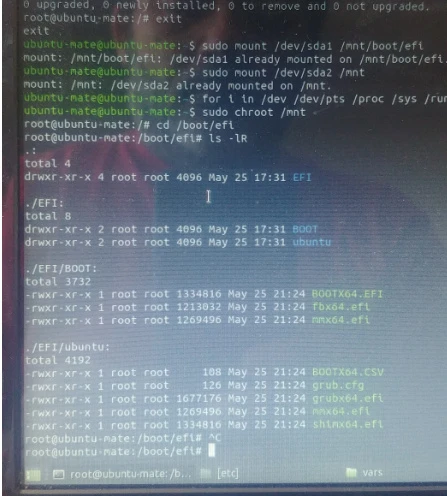 0 upgraded, 0 newly installed, 0 to remove and 0 not upgraded.
root@ubuntu-mate:/# exit
exit
ubuntu-mate@ubuntu-mate:~$ sudo mount /dev/sda1 /mnt/boot/efi
mount: /mnt/boot/efi: /dev/sda1 already mounted on /mnt/boot/efi.
ubuntu-mate@ubuntu-mate:~$ sudo mount /dev/sda2 /mnt
mount: /mnt: /dev/sda2 already mounted on /mnt.
ubuntu-mate@ubuntu-mate:~$ for i in /dev /dev/pts /proc /sys /run
ubuntu-mate@ubuntu-mate:~$ sudo chroot /mnt
root@ubuntu-mate:/# cd /boot/efi
root@ubuntu-mate:/boot/efi# ls -lR
.:
total 4
drwxr-xr-x 4 root root 4096 May 25 17:31 EFI
./EFI:
total 8
drwxr-xr-x 2 root root 4096 May 25 17:31 BOOT
drwxr-xr-x 2 root root 4096 May 25 17:31 ubuntu
./EFI/BOOT:
total 3732
-rwxr-xr-x 1 root root 1334816 May 25 21:24 BOOTX64.EFI
-rwxr-xr-x 1 root root 1213032 May 25 21:24 fbx64.efi
-rwxr-xr-x 1 root root 1269496 May 25 21:24 mmx64.efi
./EFI/ubuntu:
total 4192
-rwxr-xr-x 1 root root 108 May 25 21:24 BOOTX64.CSV
-rwxr-xr-x 1 root root 126 May 25 21:24 grub.cfg
-rwxr-xr-x 1 root root 1677176 May 25 21:24 grubx64.efi
-rwxr-xr-x 1 root root 1269496 May 25 21:24 mmx64.efi
-rwxr-xr-x 1 root root 1334816 May 25 21:24 shimx64.efi
root@ubuntu-mate:/boot/efi# ^C
root@ubuntu-mate:/boot/efi#
root@ubuntu-mate:/b... [etc] vars